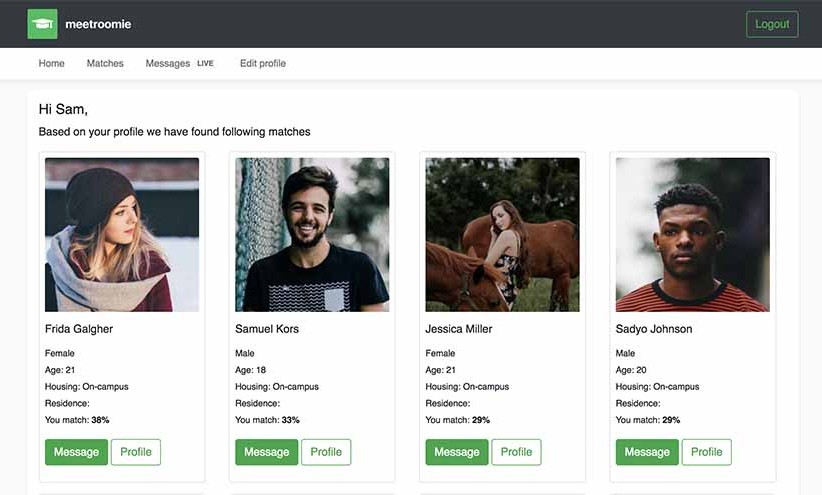 meetroomie
Logout
Home Matches Messages LIVE Edit profile
Hi Sam,
Based on your profile we have found following matches
Frida Galgher
Female
Age: 21
Housing: On-campus
Residence:
You match: 38%
Message Profile
Samuel Kors
Male
Age: 18
Housing: On-campus
Residence:
You match: 33%
Message Profile
Jessica Miller
Female
Age: 21
Housing: On-campus
Residence:
You match: 29%
Message Profile
Sadyo Johnson
Male
Age: 20
Housing: On-campus
Residence:
You match: 29%
Message Profile